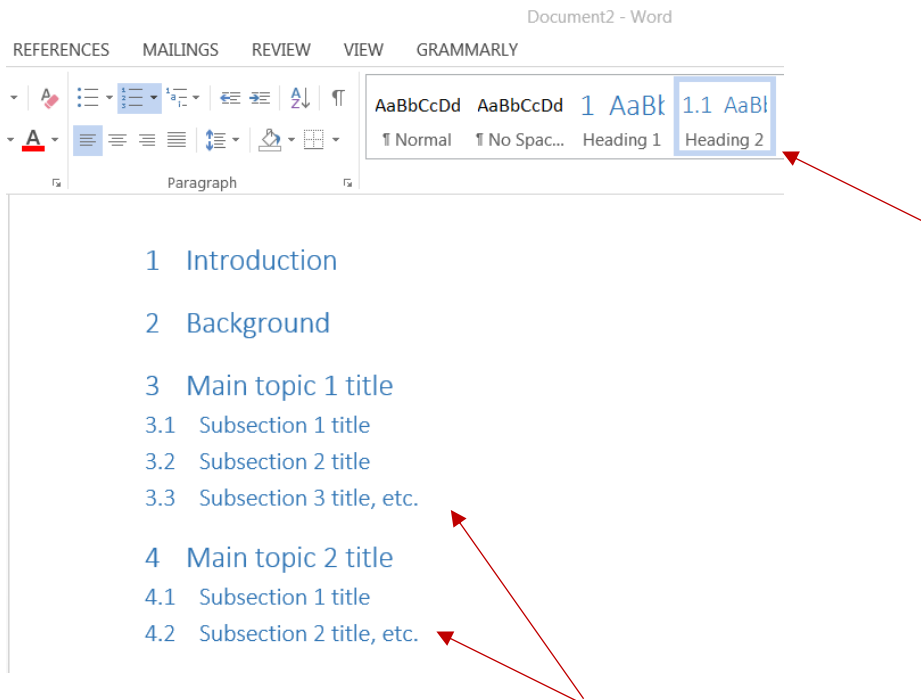 Document2 - Word
REFERENCES MAILINGS REVIEW VIEW GRAMMARLY
AaBbCcDd AaBbCcDd 1 AaBb 1.1 AaBb
¶ Normal ¶ No Spac... Heading 1 Heading 2
Paragraph
1 Introduction
2 Background
3 Main topic 1 title
3.1 Subsection 1 title
3.2 Subsection 2 title
3.3 Subsection 3 title, etc.
4 Main topic 2 title
4.1 Subsection 1 title
4.2 Subsection 2 title, etc.